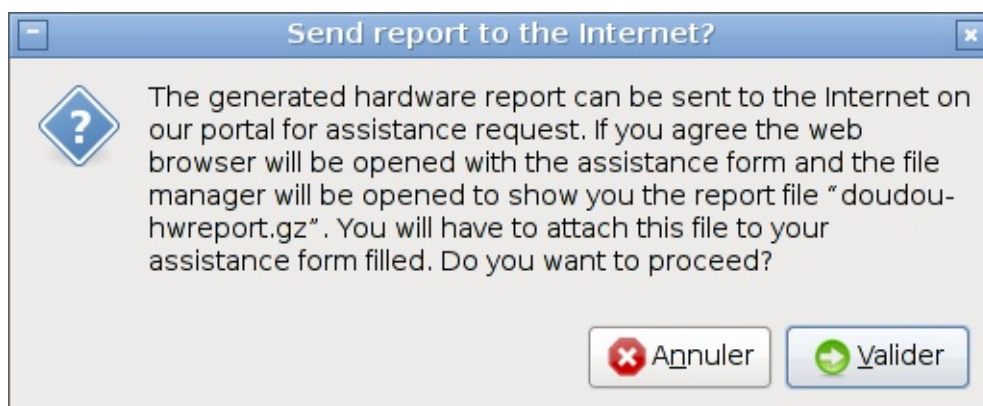 Send report to the Internet?
The generated hardware report can be sent to the Internet on
our portal for assistance request. If you agree the web
browser will be opened with the assistance form and the file
manager will be opened to show you the report file “doudou-
hwreport.gz”. You will have to attach this file to your
assistance form filled. Do you want to proceed?
Annuler Valider